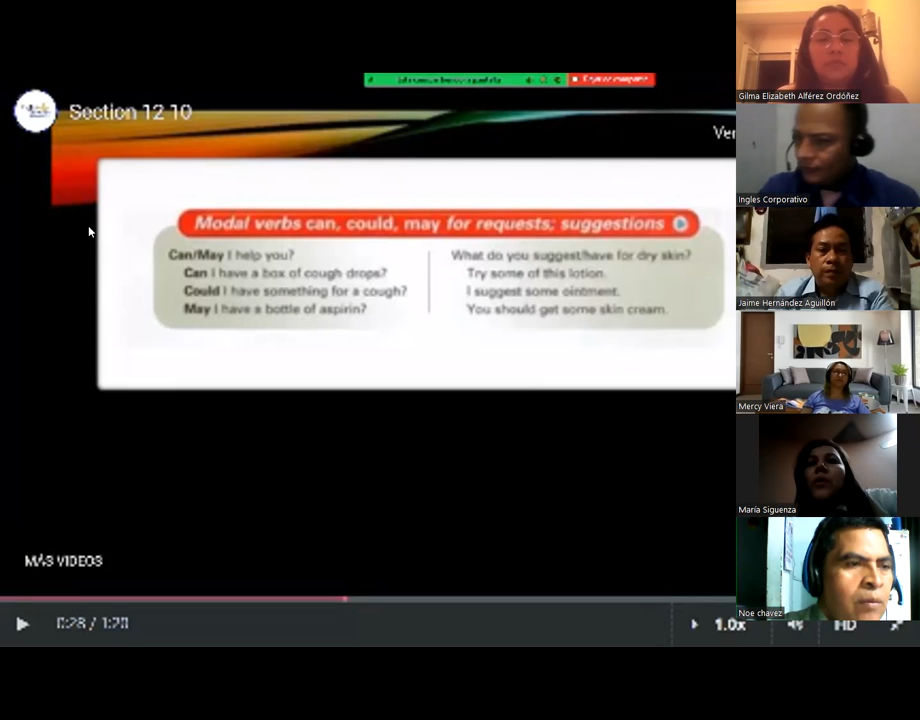 Section 12 10
Ver
Modal verbs can, could, may for requests; suggestions
Can/May I help you?
Can I have a box of cough drops?
Could I have something for a cough?
May I have a bottle of aspirin?
What do you suggest/have for dry skin?
Try some of this lotion.
I suggest some ointment.
You should get some skin cream.
MÁS VIDEOS
0:28 / 1:20
1.0x
HD
Gilma Elizabeth Alférez Ordóñez
Ingles Corporativo
Jaime Hernández Aguillón
Mercy Viera
María Siguenza
Noe chavez